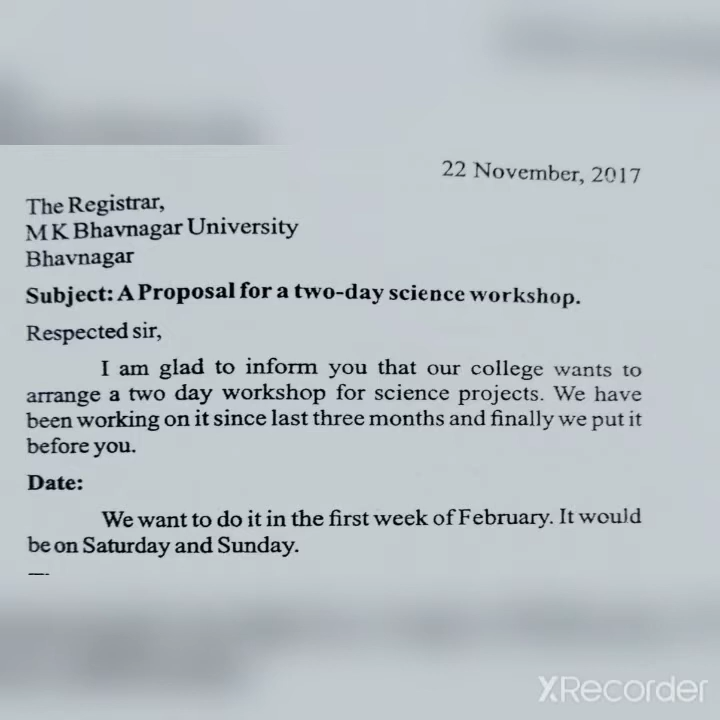 22 November, 2017
The Registrar,
M K Bhavnagar University
Bhavnagar
Subject: A Proposal for a two-day science workshop.
Respected sir,
I am glad to inform you that our college wants to
arrange a two day workshop for science projects. We have
been working on it since last three months and finally we put it
before you.
Date:
We want to do it in the first week of February. It would
be on Saturday and Sunday.
XRecorder